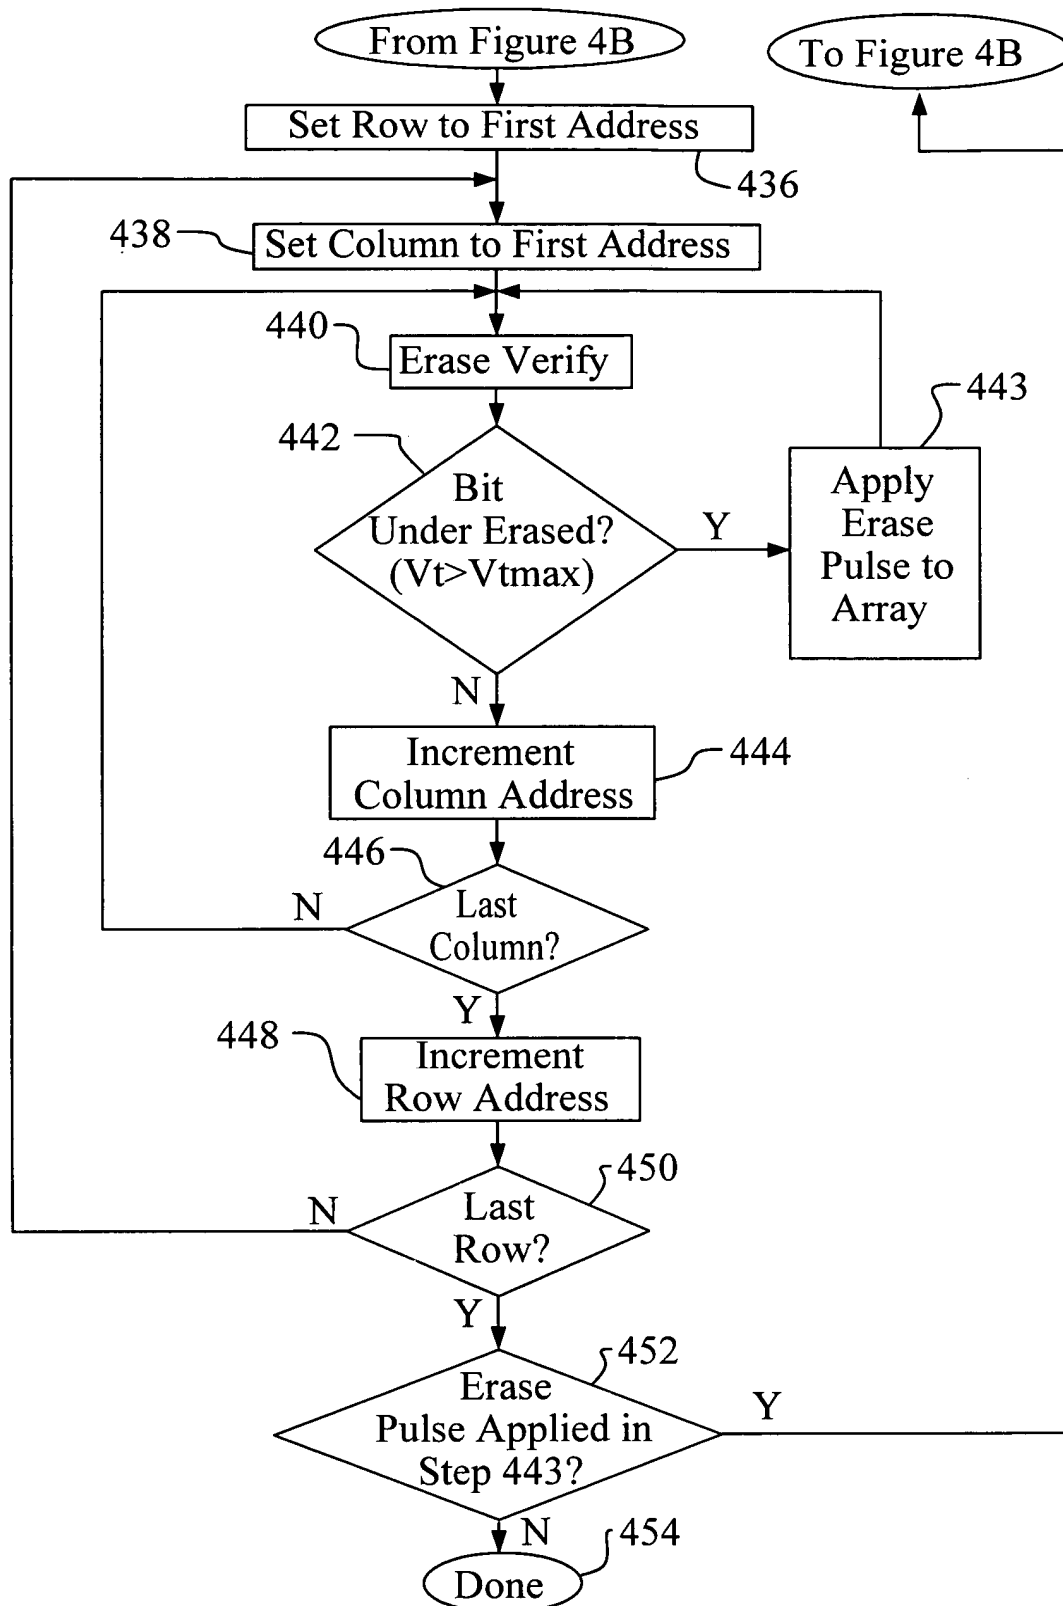 From Figure 4B
To Figure 4B
Set Row to First Address
436
438
Set Column to First Address
440
Erase Verify
443
442
Bit
Under Erased?
(Vt>Vtmax)
Y
Apply
Erase
Pulse to
Array
N
Increment
Column Address
444
446
Last
Column?
N
Y
448
Increment
Row Address
450
Last
Row?
N
Y
452
Erase
Pulse Applied in
Step 443?
Y
N
454
Done